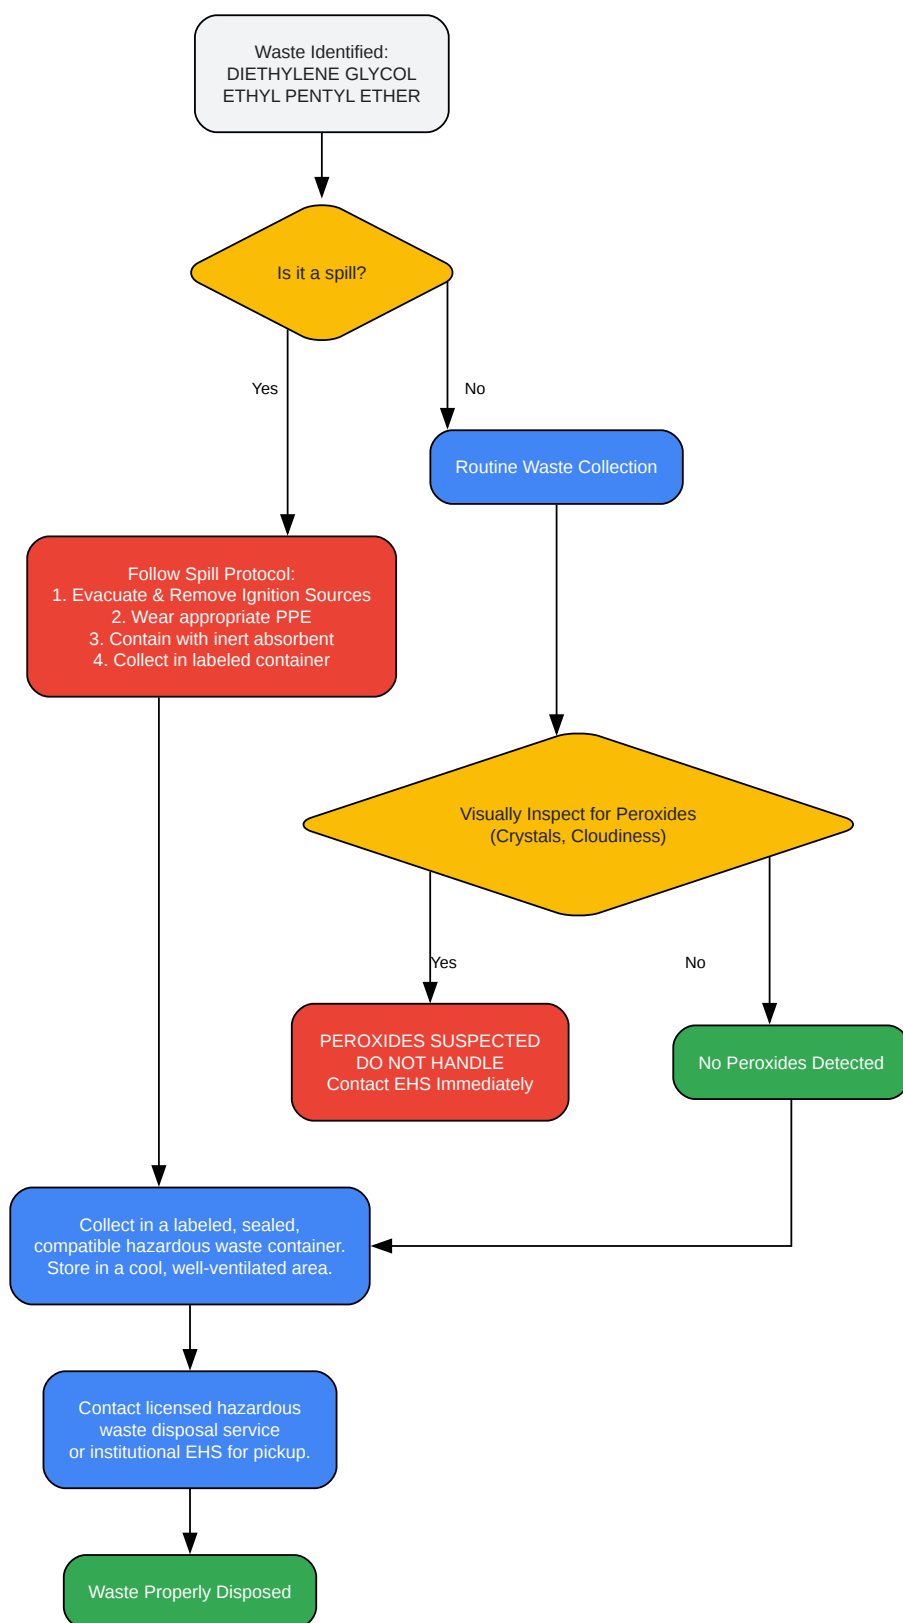 Waste Identified:
DIETHYLENE GLYCOL
ETHYL PENTYL ETHER
Is it a spill?
Yes
No
Routine Waste Collection
Follow Spill Protocol:
1. Evacuate & Remove Ignition Sources
2. Wear appropriate PPE
3. Contain with inert absorbent
4. Collect in labeled container
Visually Inspect for Peroxides
(Crystals, Cloudiness)
Yes
No
PEROXIDES SUSPECTED
DO NOT HANDLE
Contact EHS Immediately
No Peroxides Detected
Collect in a labeled, sealed,
compatible hazardous waste container.
Store in a cool, well-ventilated area.
Contact licensed hazardous
waste disposal service
or institutional EHS for pickup.
Waste Properly Disposed